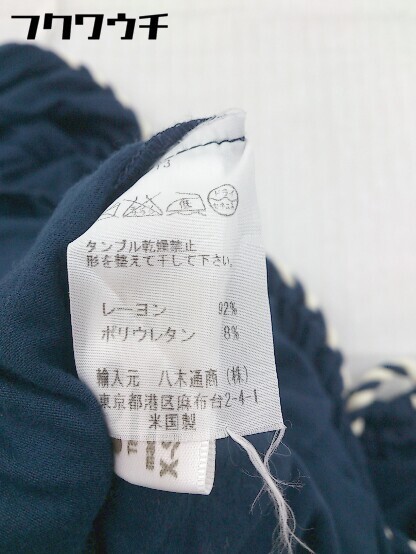 フクワウチ
タンブル乾燥禁止
形を整えて干して下さい。
レーヨン 92%
ポリウレタン 8%
輸入元 八木通商(株)
東京都港区麻布台2-4-1
米国製